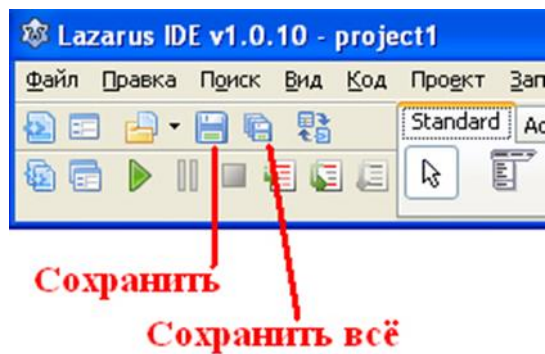 Lazarus IDE v1.0.10 - project1
Файл Правка Поиск Вид Код Проект
Standard
Сохранить
Сохранить всё